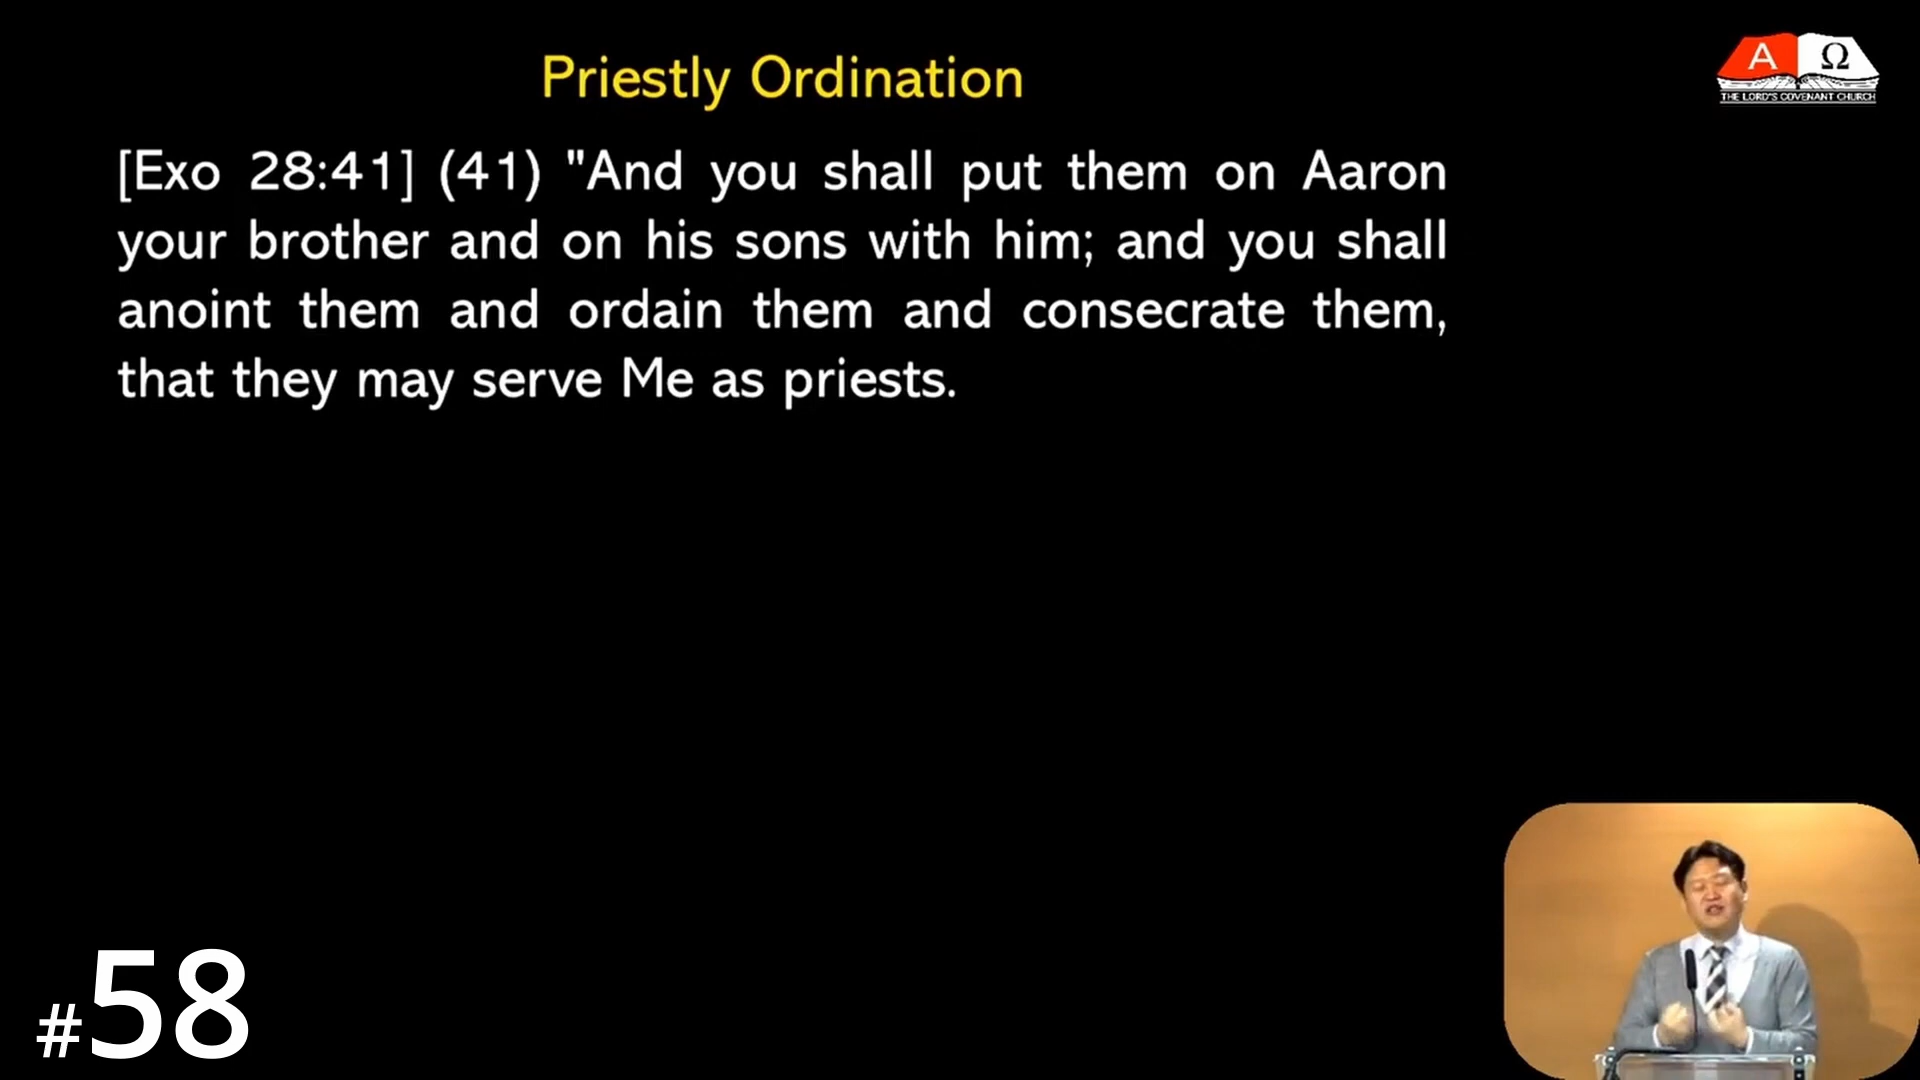 Priestly Ordination
A Ω
THE LORD'S COVENANT CHURCH
[Exo 28:41] (41) "And you shall put them on Aaron
your brother and on his sons with him; and you shall
anoint them and ordain them and consecrate them,
that they may serve Me as priests.
#58